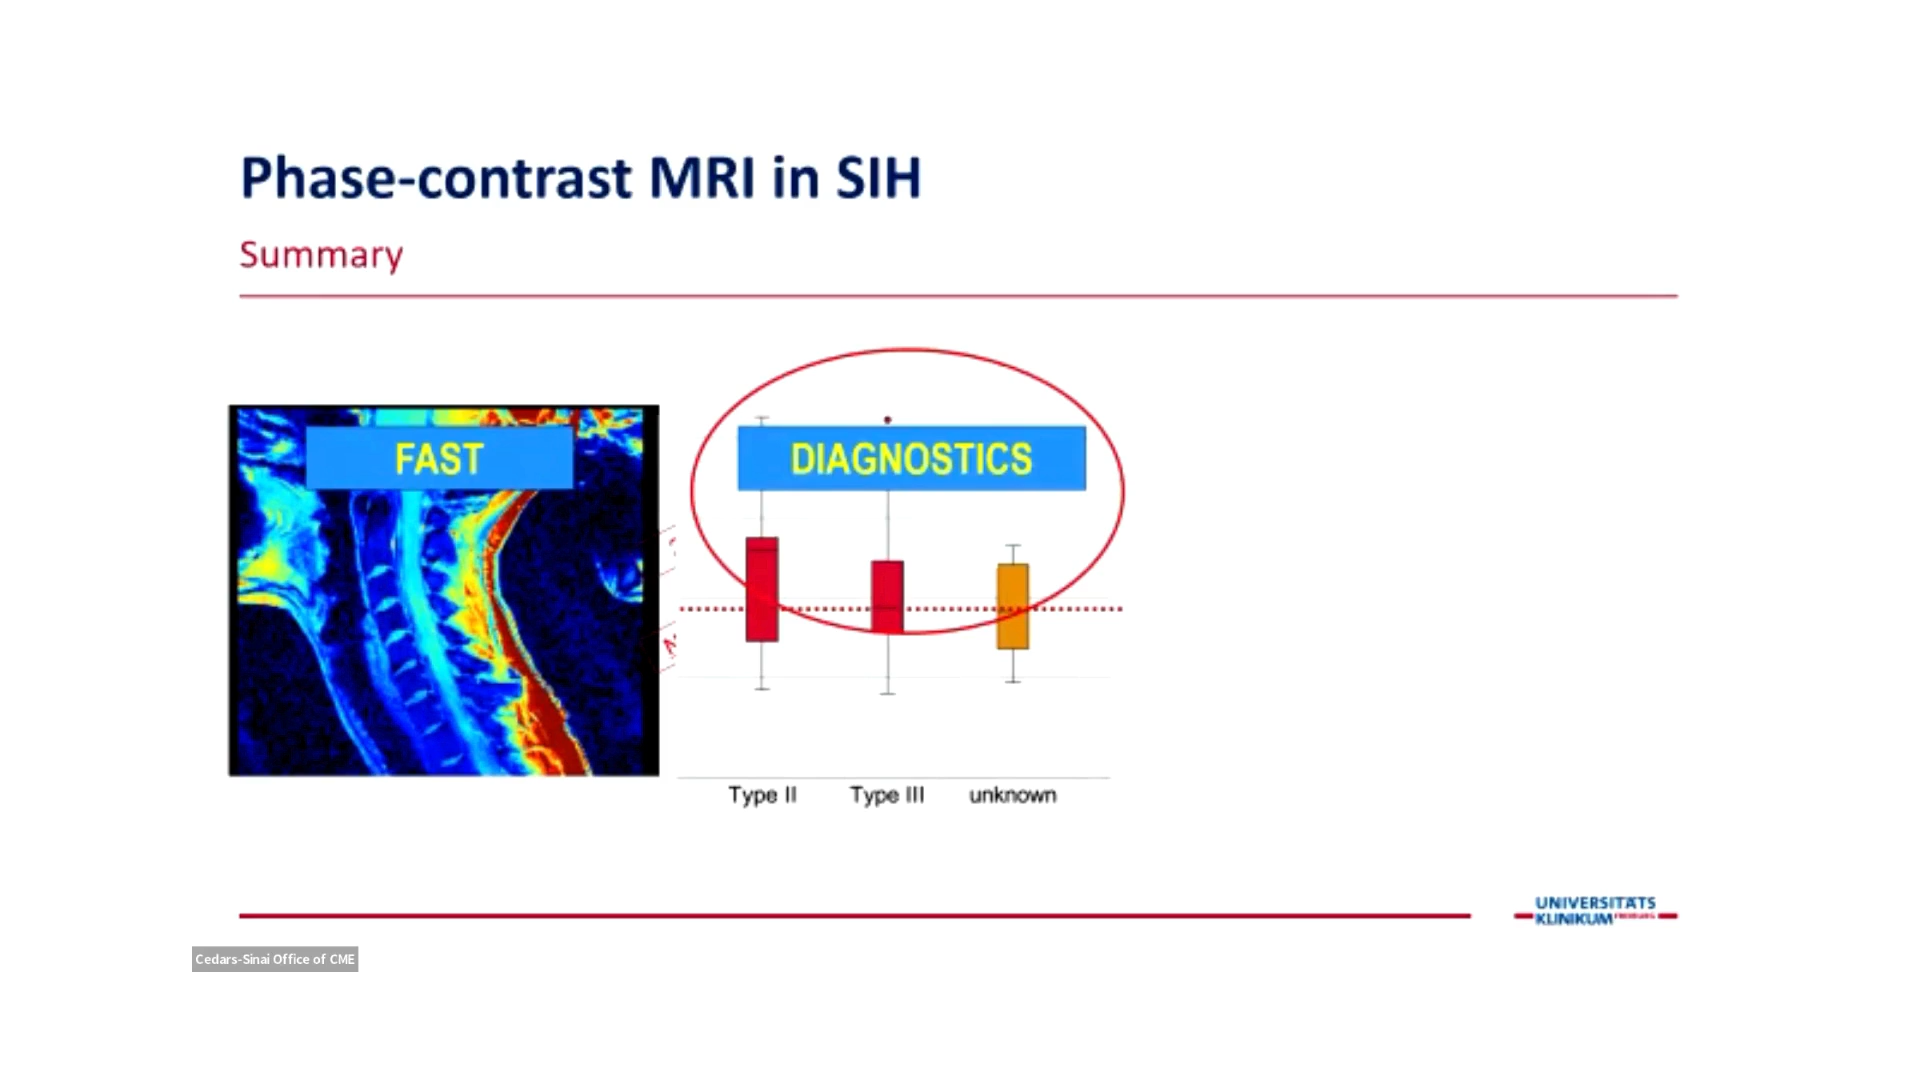 Phase-contrast MRI in SIH
Summary
FAST
DIAGNOSTICS
Type II
Type III
unknown
UNIVERSITÄTS
KLINIKUM
Cedars-Sinai Office of CME